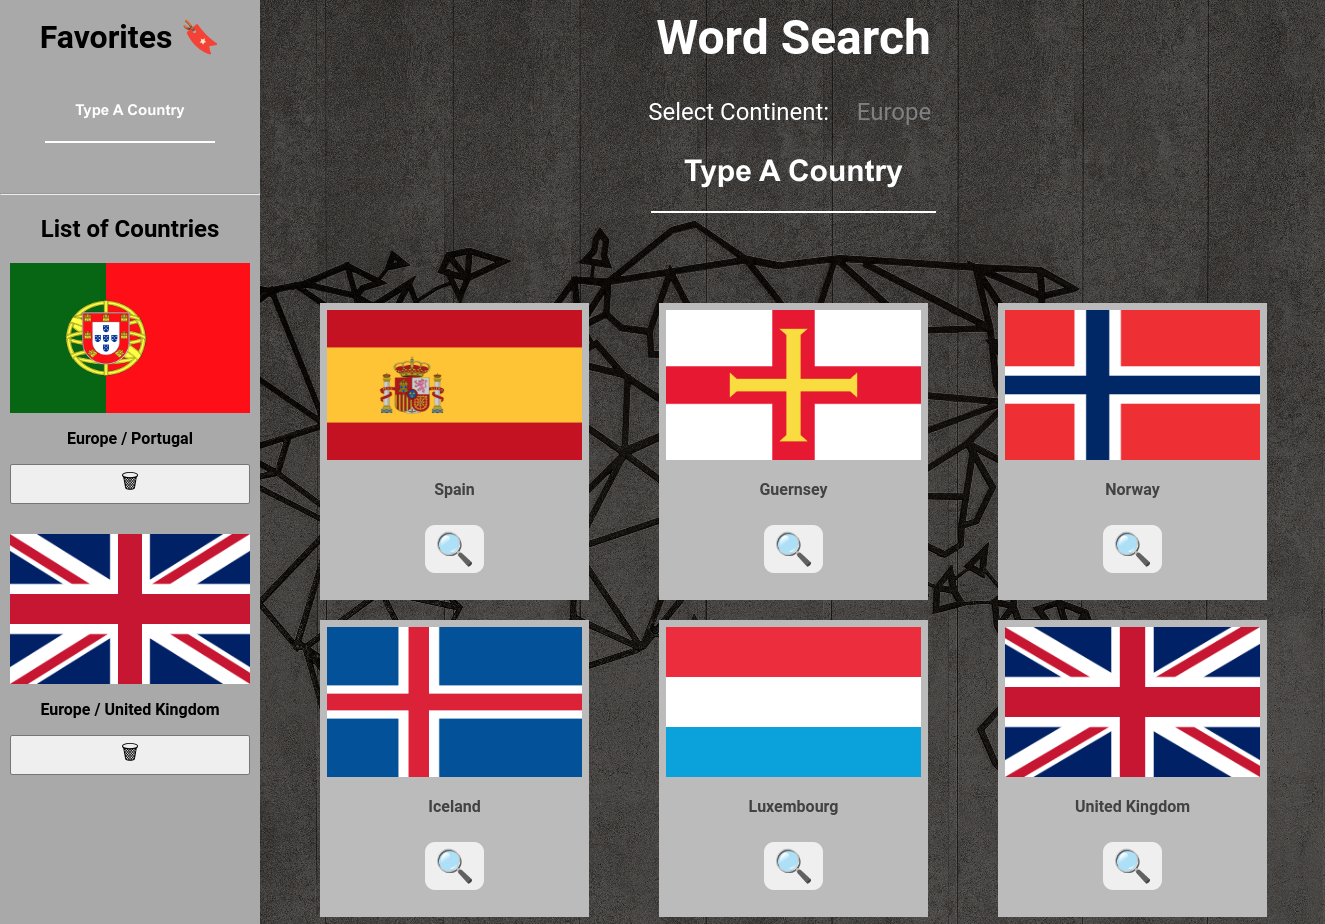 Favorites
Type A Country
List of Countries
Europe / Portugal
Europe / United Kingdom
Word Search
Select Continent: Europe
Type A Country
Spain
Guernsey
Norway
Iceland
Luxembourg
United Kingdom